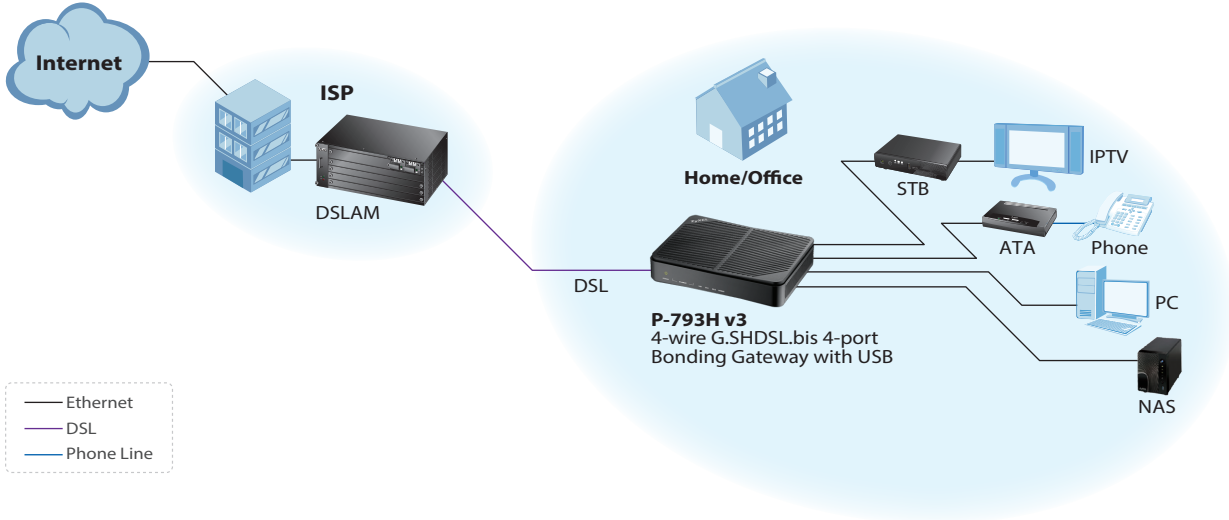 Internet
ISP
DSLAM
Home/Office
STB
IPTV
ATA
Phone
DSL
PC
P-793H v3
4-wire G.SHDSL.bis 4-port
Bonding Gateway with USB
NAS
Ethernet
DSL
Phone Line